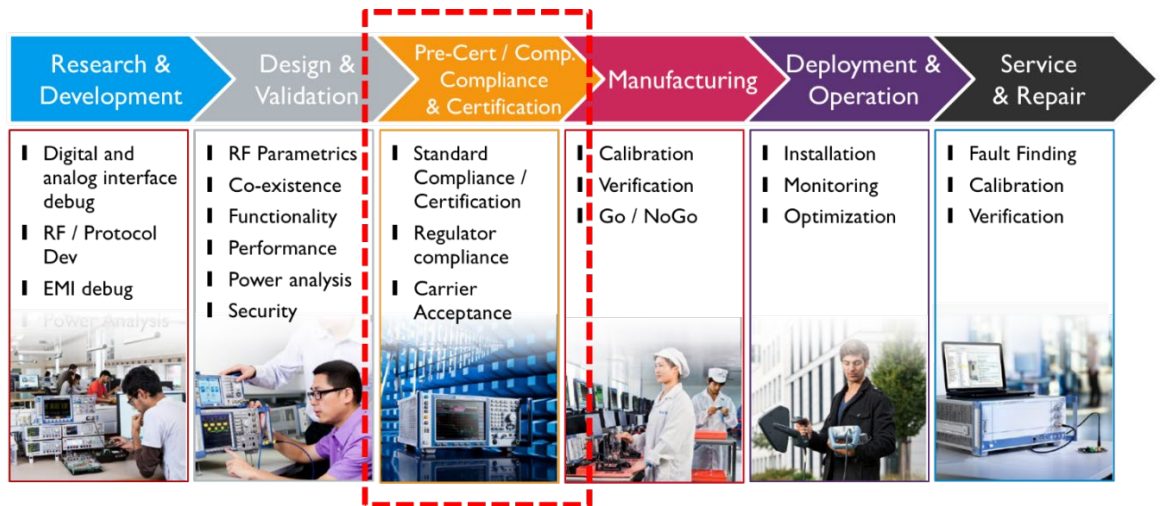 Research &
Development
Design &
Validation
Pre-Cert / Comp.
Compliance
& Certification
Manufacturing
Deployment &
Operation
Service
& Repair
Digital and
analog interface
debug
RF / Protocol
Dev
EMI debug
Power Analysis
RF Parametrics
Co-existence
Functionality
Performance
Power analysis
Security
Standard
Compliance /
Certification
Regulator
compliance
Carrier
Acceptance
Calibration
Verification
Go / NoGo
Installation
Monitoring
Optimization
Fault Finding
Calibration
Verification